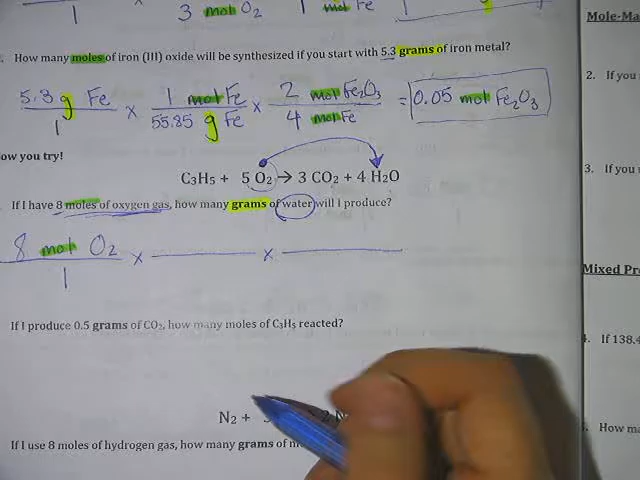 1 3 mol O₂ 1 mol Fe
Mole-Ma
How many moles of iron (III) oxide will be synthesized if you start with 5.3 grams of iron metal?
2. If you
5.3 g Fe / 1 × 1 mol Fe / 55.85 g Fe × 2 mol Fe₂O₃ / 4 mol Fe = 0.05 mol Fe₂O₃
ow you try!
3. If you
C₃H₅ + 5 O₂ → 3 CO₂ + 4 H₂O
If I have 8 moles of oxygen gas, how many grams of water will I produce?
8 mol O₂ / 1 × ____ × ____
Mixed Pro
If I produce 0.5 grams of CO₂, how many moles of C₃H₅ reacted?
If 138.4
N₂ + 2 N
How ma
If I use 8 moles of hydrogen gas, how many grams of